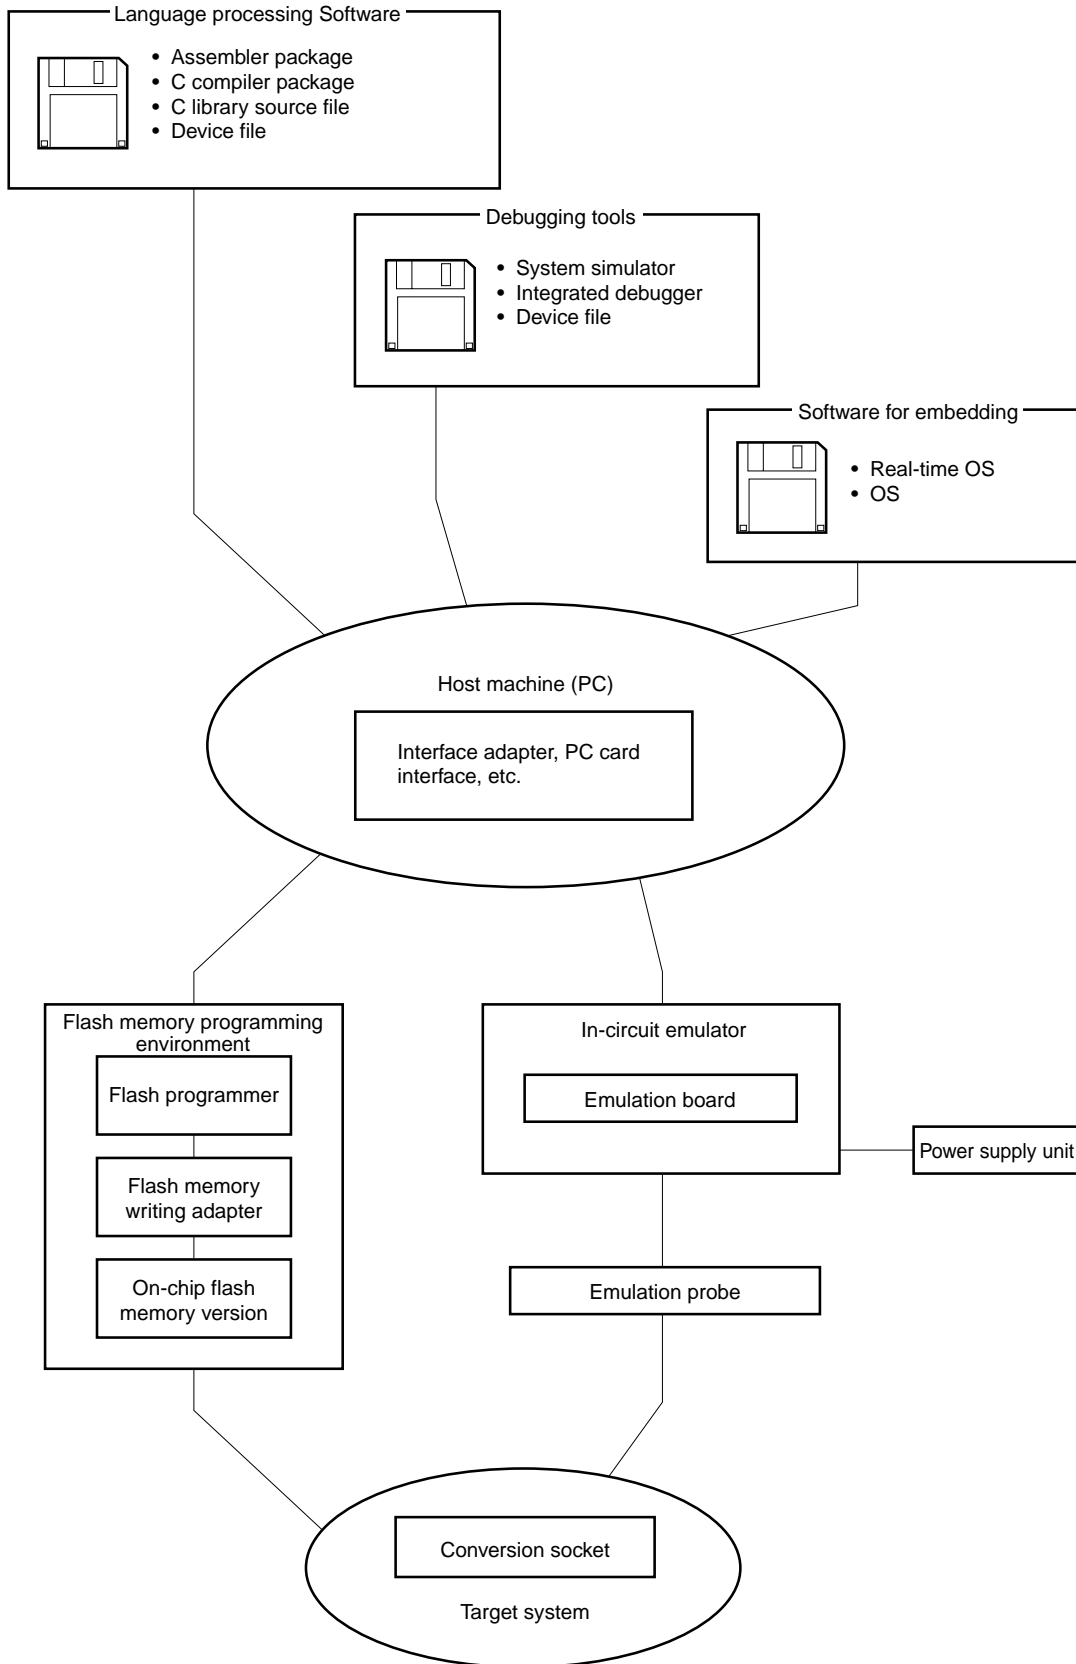 Language processing Software
• Assembler package
• C compiler package
• C library source file
• Device file
Debugging tools
• System simulator
• Integrated debugger
• Device file
Software for embedding
• Real-time OS
• OS
Host machine (PC)
Interface adapter, PC card
interface, etc.
Flash memory programming
environment
Flash programmer
Flash memory
writing adapter
On-chip flash
memory version
In-circuit emulator
Emulation board
Power supply unit
Emulation probe
Conversion socket
Target system